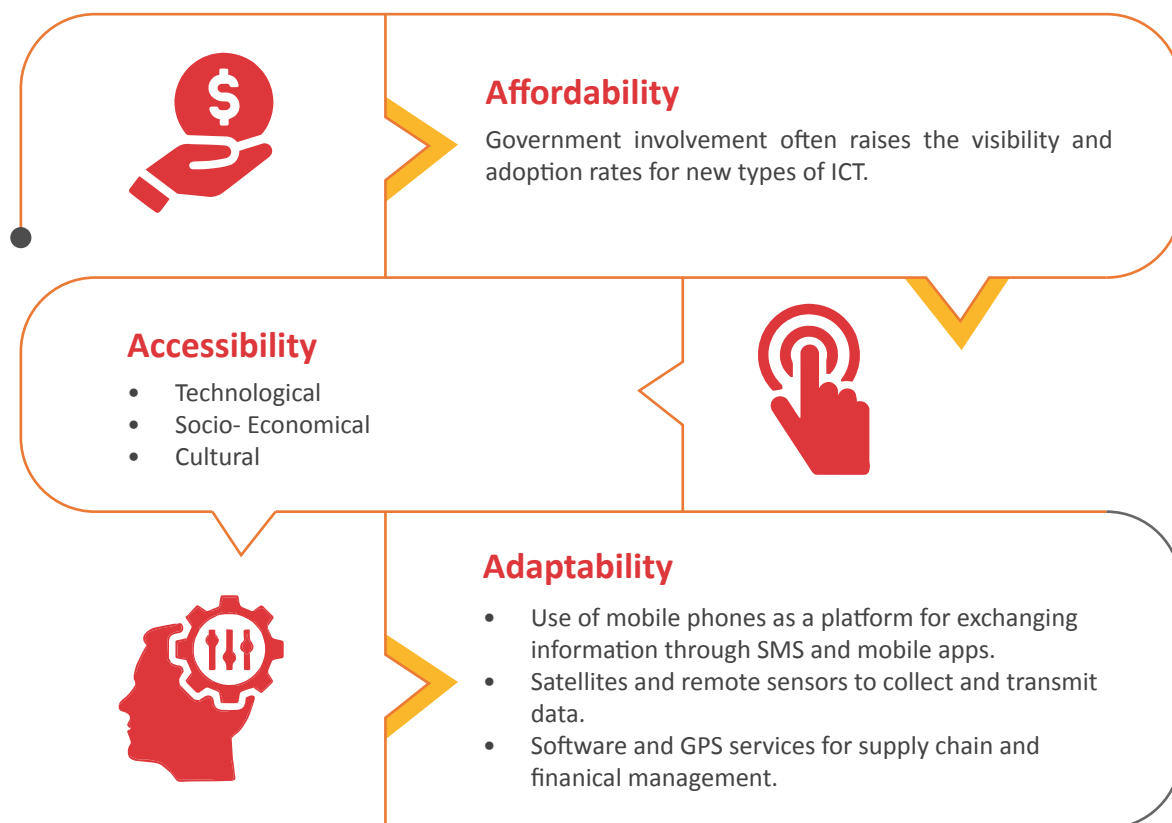 Affordability
Government involvement often raises the visibility and
adoption rates for new types of ICT.
Accessibility
• Technological
• Socio- Economical
• Cultural
Adaptability
• Use of mobile phones as a platform for exchanging
information through SMS and mobile apps.
• Satellites and remote sensors to collect and transmit
data.
• Software and GPS services for supply chain and
finanical management.